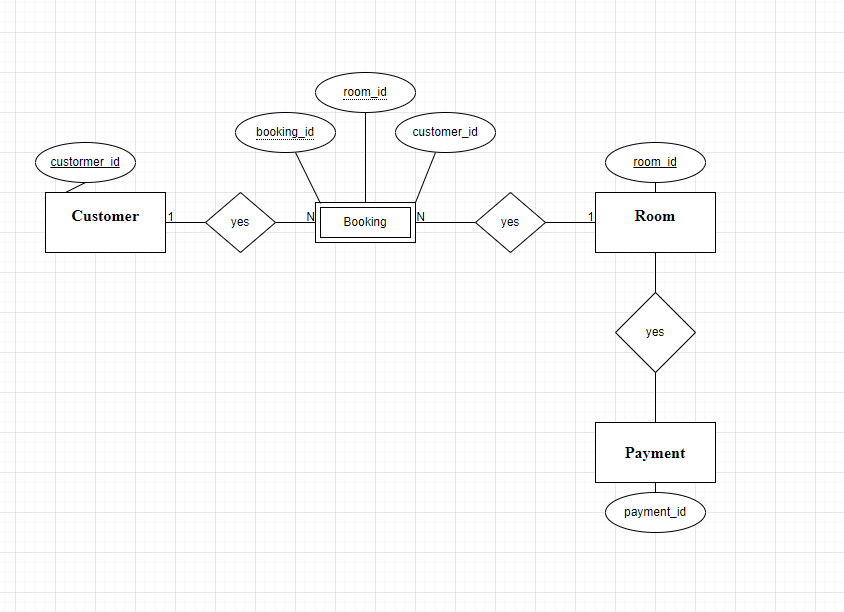 room_id
booking_id
customer_id
custormer_id
room_id
Customer
1
yes
N
Booking
N
yes
1
Room
yes
Payment
payment_id